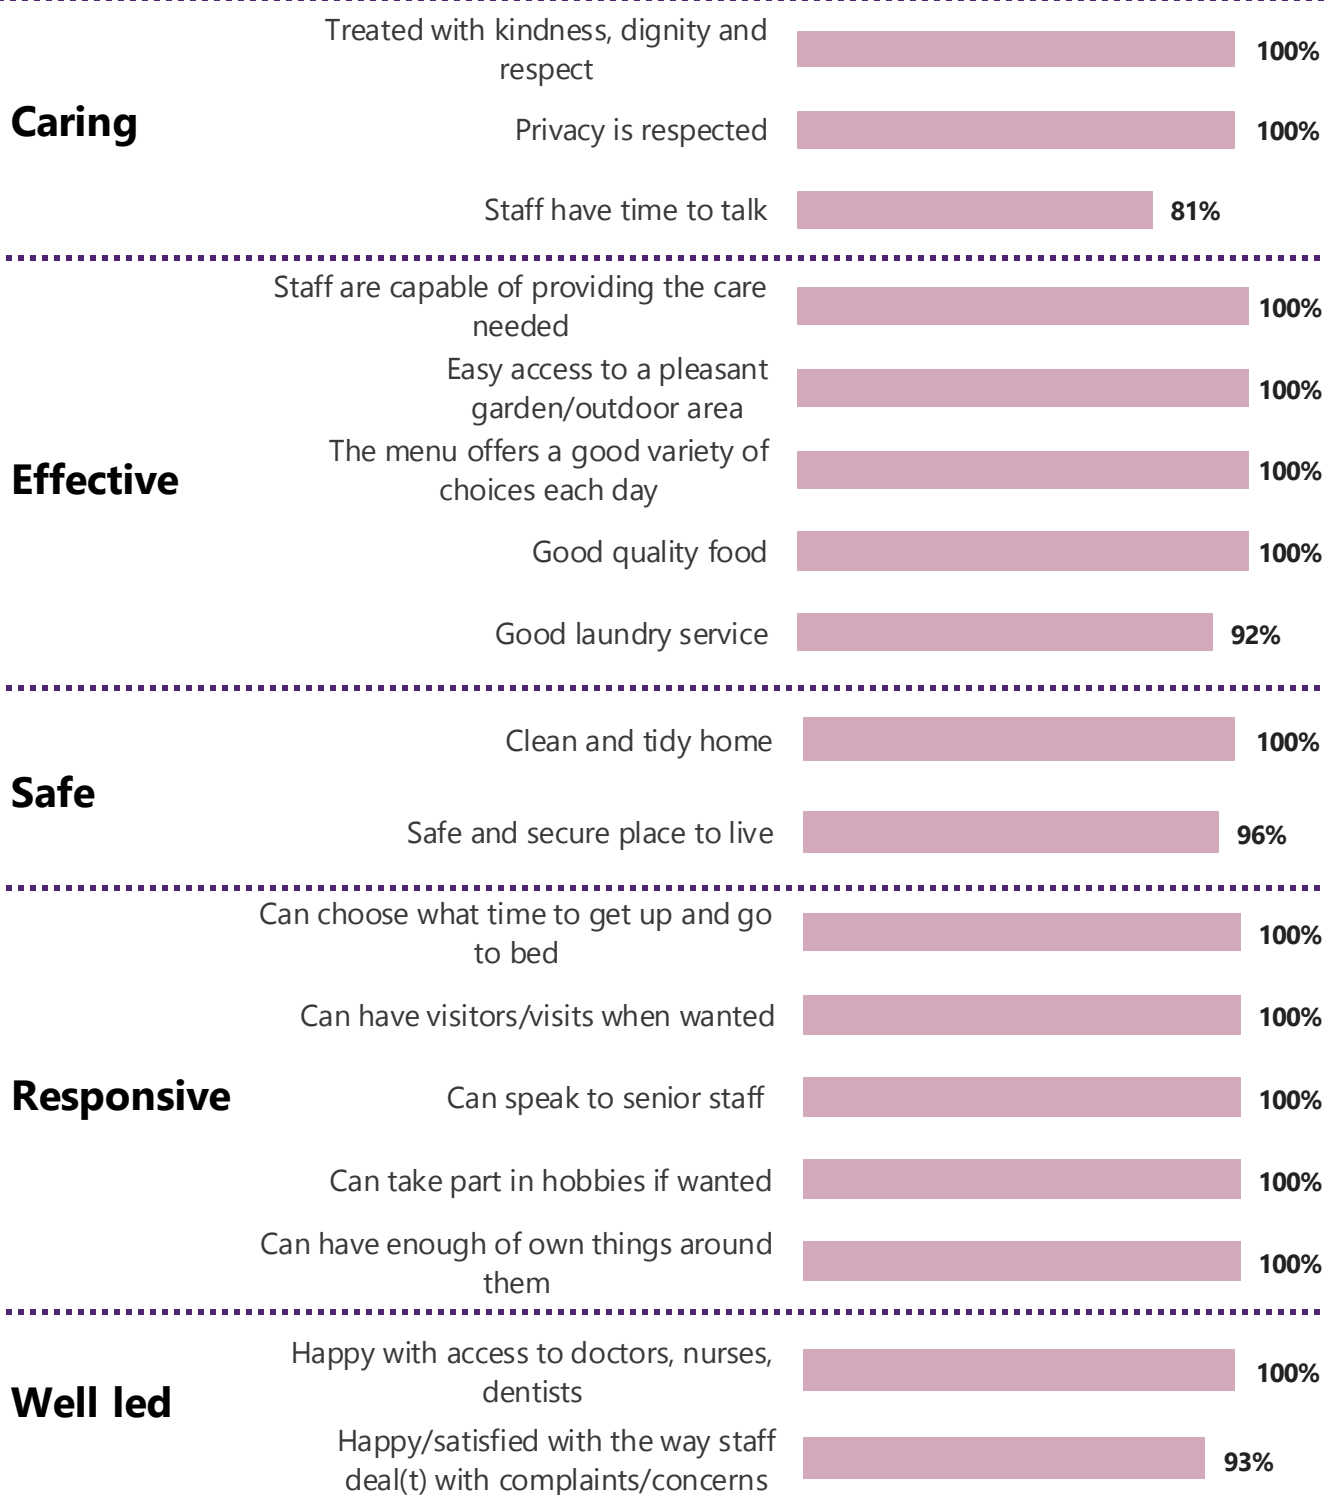 Treated with kindness, dignity and
respect
100%
Caring
Privacy is respected
100%
Staff have time to talk
81%
Staff are capable of providing the care
needed
100%
Easy access to a pleasant
garden/outdoor area
100%
Effective
The menu offers a good variety of
choices each day
100%
Good quality food
100%
Good laundry service
92%
Safe
Clean and tidy home
100%
Safe and secure place to live
96%
Can choose what time to get up and go
to bed
100%
Can have visitors/visits when wanted
100%
Responsive
Can speak to senior staff
100%
Can take part in hobbies if wanted
100%
Can have enough of own things around
them
100%
Well led
Happy with access to doctors, nurses,
dentists
100%
Happy/satisfied with the way staff
deal(t) with complaints/concerns
93%